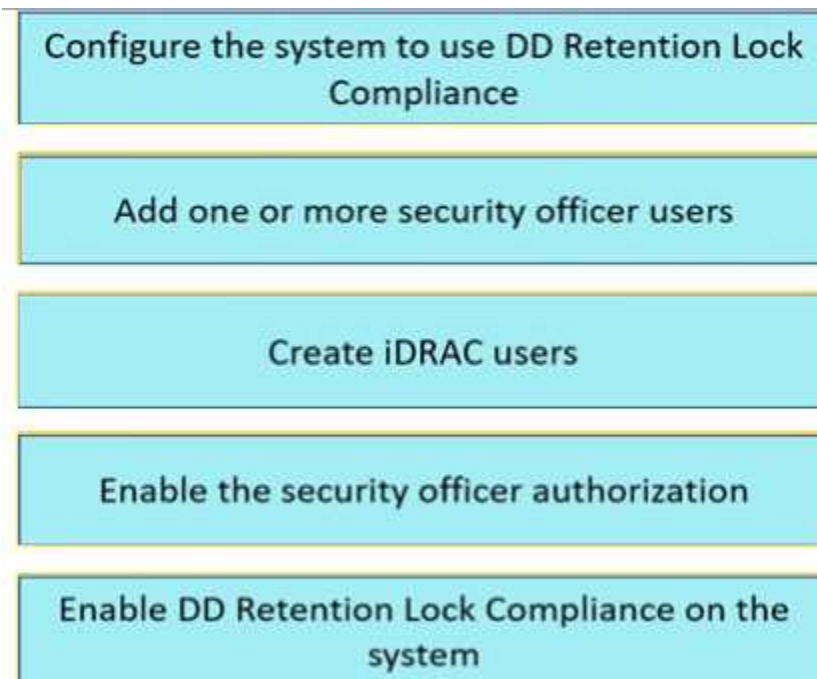 Configure the system to use DD Retention Lock
Compliance
Add one or more security officer users
Create iDRAC users
Enable the security officer authorization
Enable DD Retention Lock Compliance on the
system